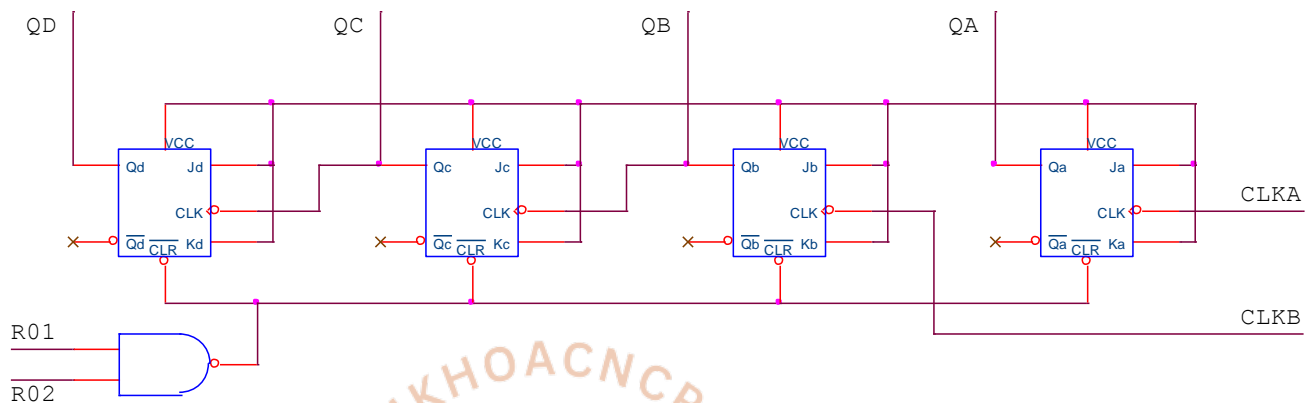 QD QC QB QA
VCC VCC VCC VCC
Qd Jd Qc Jc Qb Jb Qa Ja
CLKA
CLK CLK CLK CLK
Qd CLR Kd Qc CLR Kc Qb CLR Kb Qa CLR Ka
CLKB
R01
R02
KHOACNCP